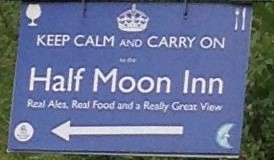 KEEP CALM AND CARRY ON
to the
Half Moon Inn
Real Ales, Real Food and a Really Great View